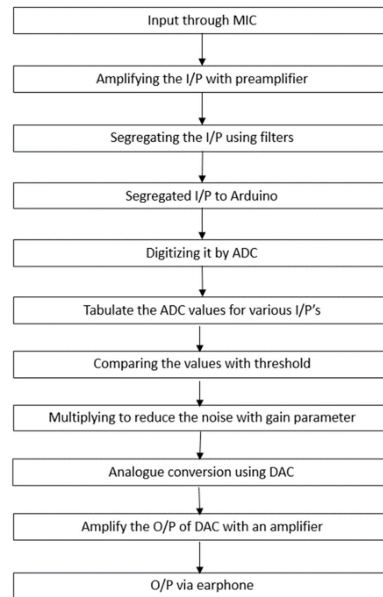 Input through MIC
Amplifying the I/P with preamplifier
Segregating the I/P using filters
Segregated I/P to Arduino
Digitizing it by ADC
Tabulate the ADC values for various I/P's
Comparing the values with threshold
Multiplying to reduce the noise with gain parameter
Analogue conversion using DAC
Amplify the O/P of DAC with an amplifier
O/P via earphone